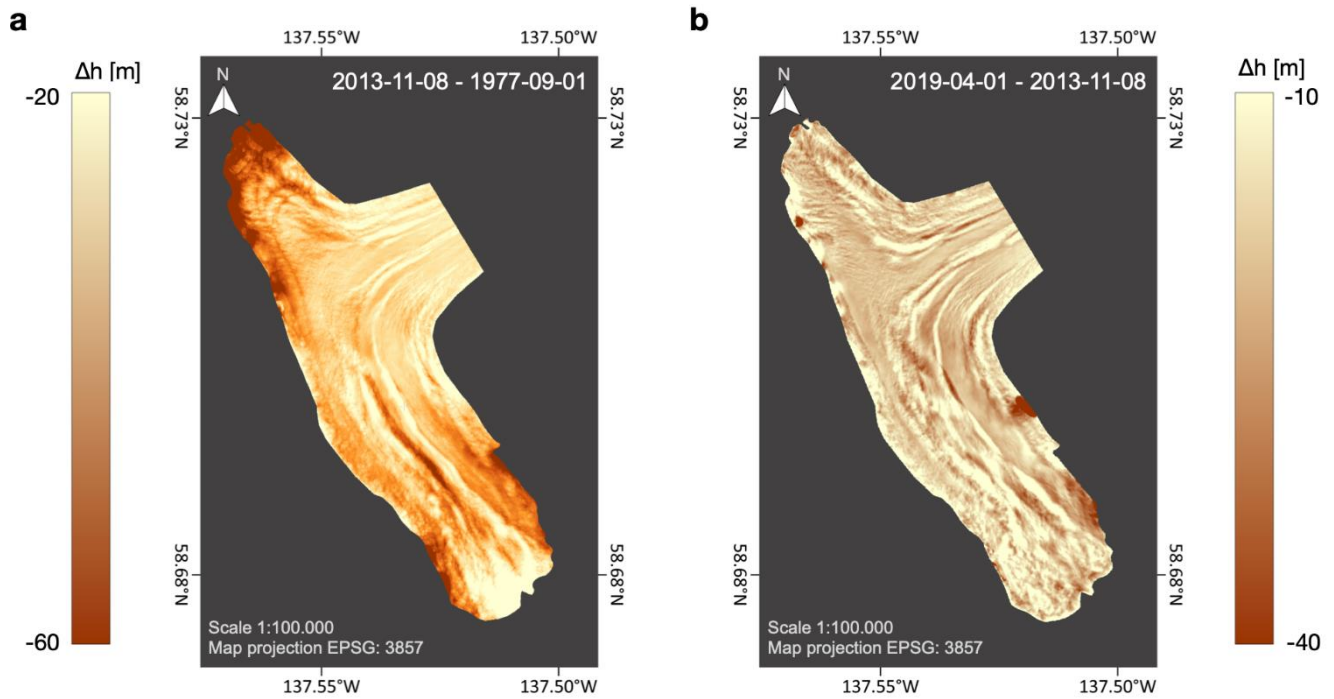 a
137.55°W
137.50°W
Δh [m]
-20
-60
N
2013-11-08 - 1977-09-01
58.73°N
58.73°N
58.68°N
58.68°N
Scale 1:100.000
Map projection EPSG: 3857
137.55°W
137.50°W
b
137.55°W
137.50°W
N
2019-04-01 - 2013-11-08
58.73°N
58.73°N
58.68°N
58.68°N
Scale 1:100.000
Map projection EPSG: 3857
137.55°W
137.50°W
Δh [m]
-10
-40